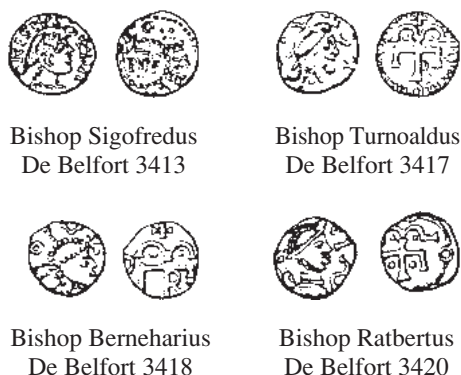 Bishop Sigofredus
De Belfort 3413
Bishop Turnoaldus
De Belfort 3417
Bishop Berneharius
De Belfort 3418
Bishop Ratbertus
De Belfort 3420